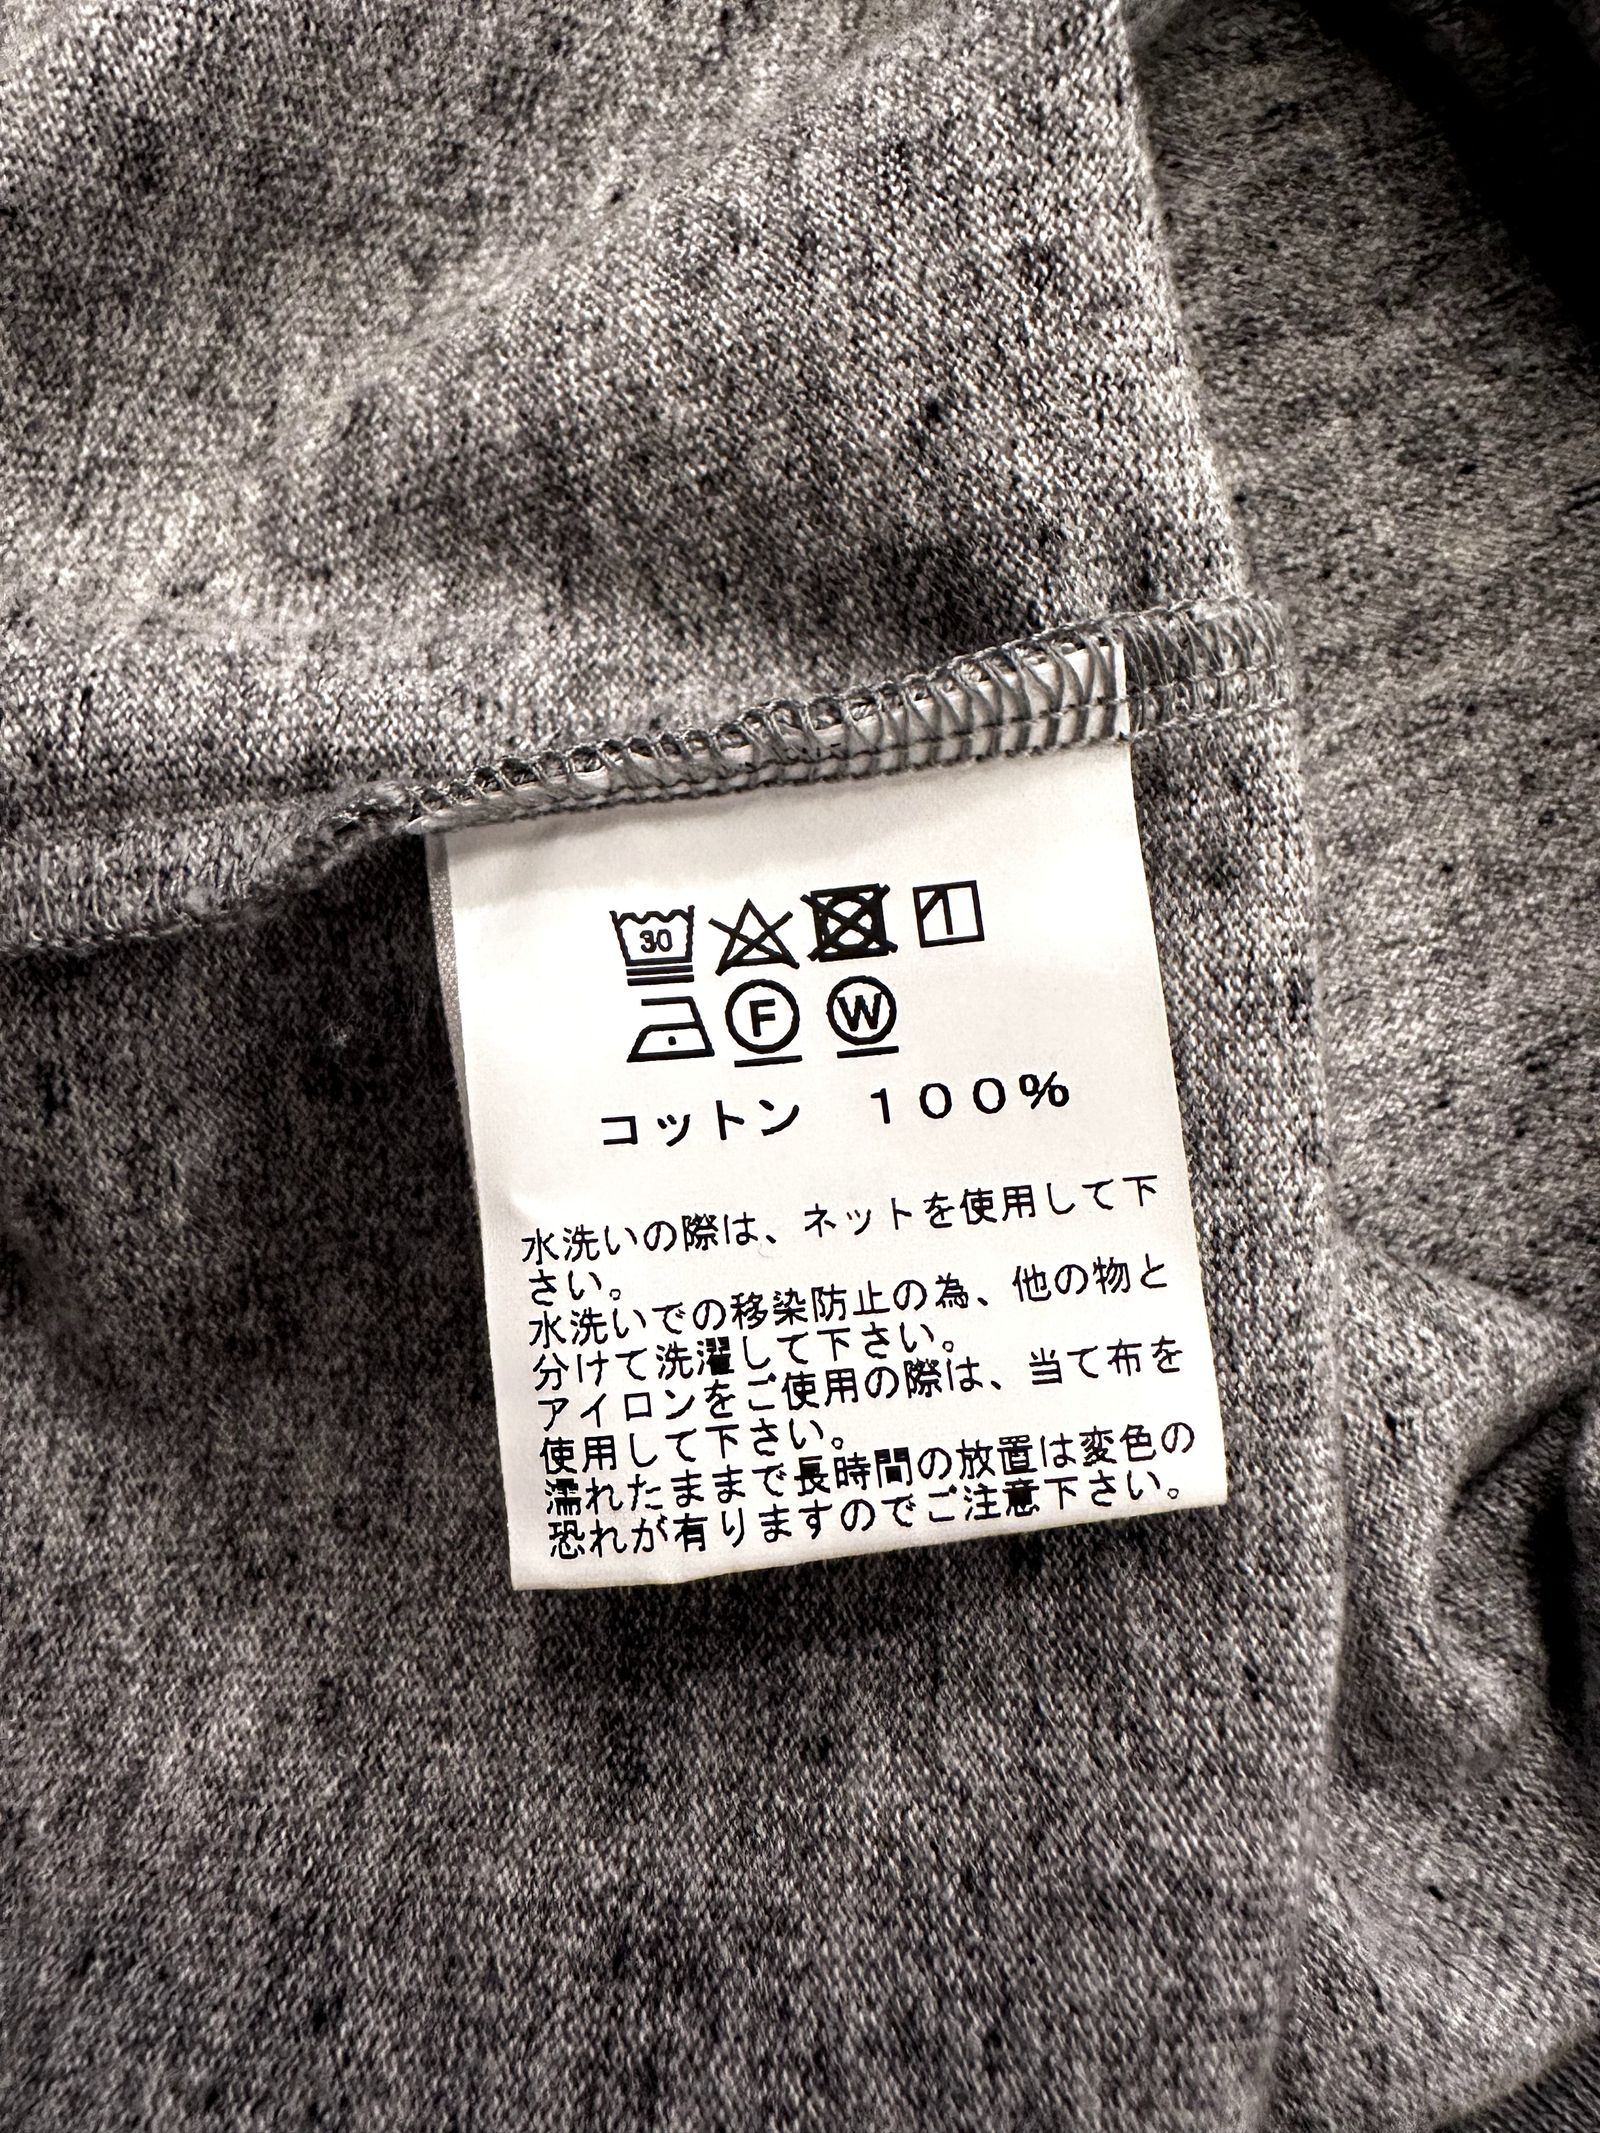 30
F W
コットン 100%
水洗いの際は、ネットを使用して下
さい。
水洗いでの移染防止の為、他の物と
分けて洗濯して下さい。
アイロンをご使用の際は、当て布を
使用して下さい。
濡れたままで長時間の放置は変色の
恐れが有りますのでご注意下さい。